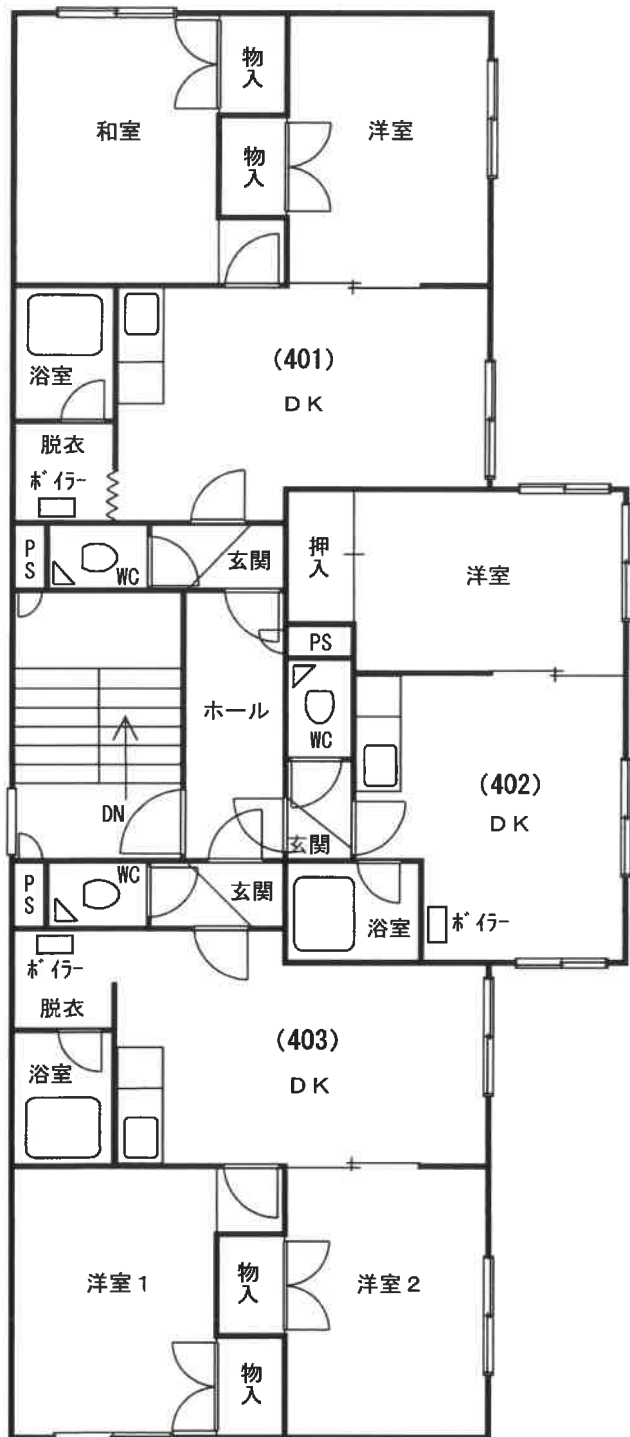 物入
和室
洋室
物入
(401)
DK
浴室
脱衣
ボイラー
PS
WC
玄関
押入
洋室
PS
ホール
WC
(402)
DK
DN
玄関
PS
WC
玄関
浴室
ボイラー
ボイラー
脱衣
(403)
DK
浴室
洋室1
物入
洋室2
物入